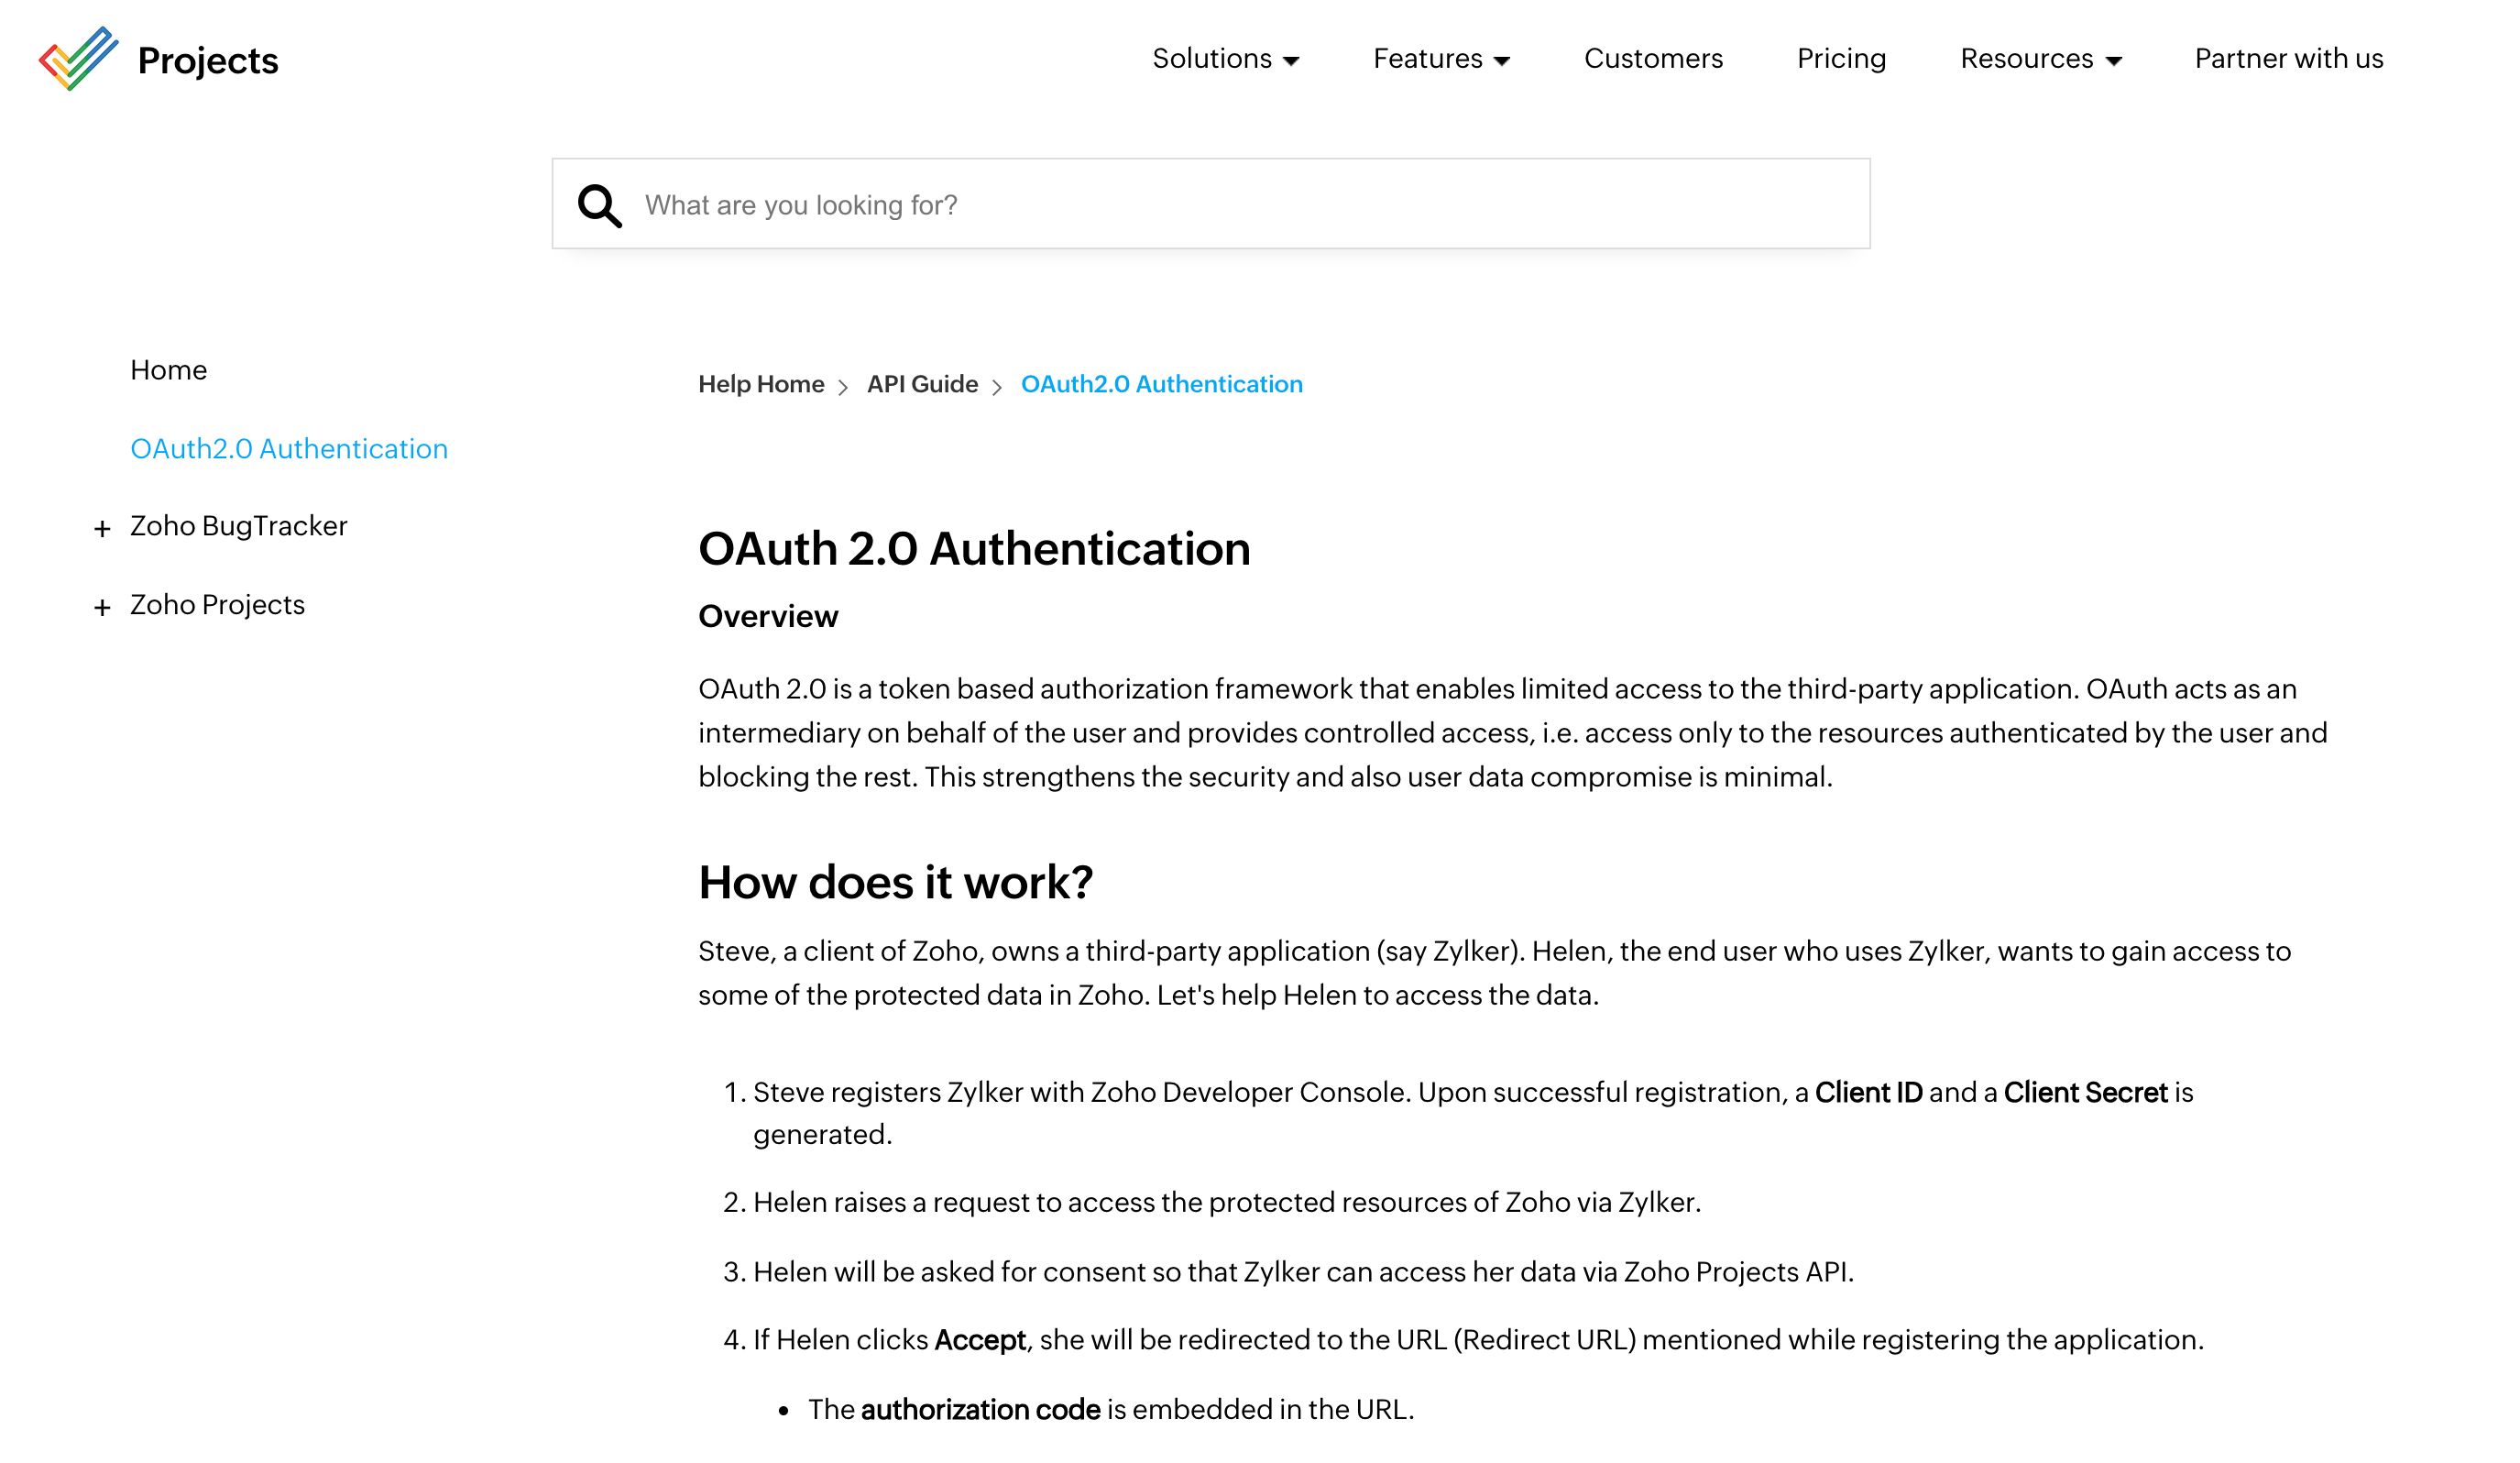 Projects
Solutions
Features
Customers
Pricing
Resources
Partner with us
What are you looking for?
Home
OAuth2.0 Authentication
+ Zoho BugTracker
+ Zoho Projects
Help Home > API Guide > OAuth2.0 Authentication
OAuth 2.0 Authentication
Overview
OAuth 2.0 is a token based authorization framework that enables limited access to the third-party application. OAuth acts as an
intermediary on behalf of the user and provides controlled access, i.e. access only to the resources authenticated by the user and
blocking the rest. This strengthens the security and also user data compromise is minimal.
How does it work?
Steve, a client of Zoho, owns a third-party application (say Zylker). Helen, the end user who uses Zylker, wants to gain access to
some of the protected data in Zoho. Let's help Helen to access the data.
1. Steve registers Zylker with Zoho Developer Console. Upon successful registration, a Client ID and a Client Secret is
generated.
2. Helen raises a request to access the protected resources of Zoho via Zylker.
3. Helen will be asked for consent so that Zylker can access her data via Zoho Projects API.
4. If Helen clicks Accept, she will be redirected to the URL (Redirect URL) mentioned while registering the application.
• The authorization code is embedded in the URL.